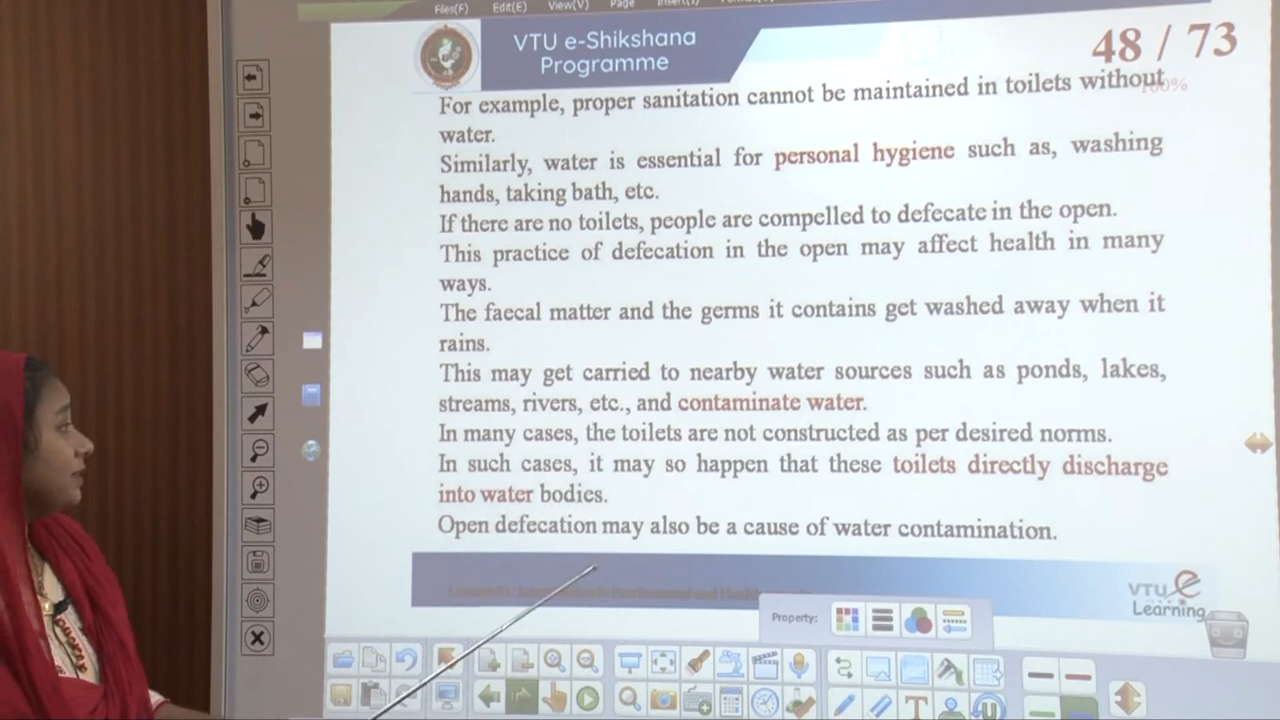 Files(F) Edit(E) View(V) Page Insert(I)
VTU e-Shikshana
Programme
48 / 73
For example, proper sanitation cannot be maintained in toilets without
water.
Similarly, water is essential for personal hygiene such as, washing
hands, taking bath, etc.
If there are no toilets, people are compelled to defecate in the open.
This practice of defecation in the open may affect health in many
ways.
The faecal matter and the germs it contains get washed away when it
rains.
This may get carried to nearby water sources such as ponds, lakes,
streams, rivers, etc., and contaminate water.
In many cases, the toilets are not constructed as per desired norms.
In such cases, it may so happen that these toilets directly discharge
into water bodies.
Open defecation may also be a cause of water contamination.
VTU e
Learning
Property: